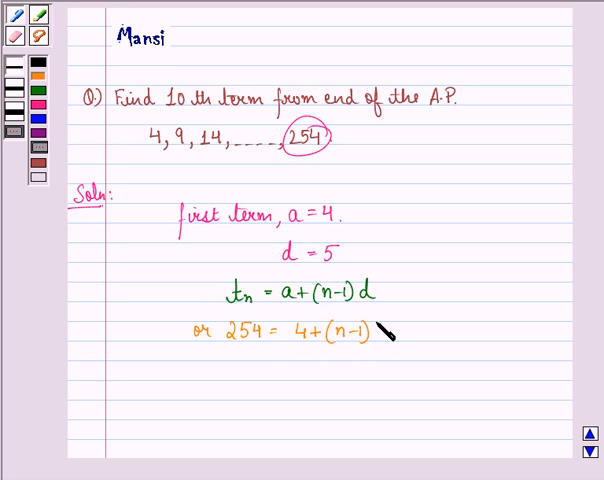 Mansi
Q.) Find 10 th term from end of the A.P.
4, 9, 14, ....., 254.
Soln:
first term, a = 4.
d = 5
tn = a + (n-1) d
or 254 = 4 + (n-1)